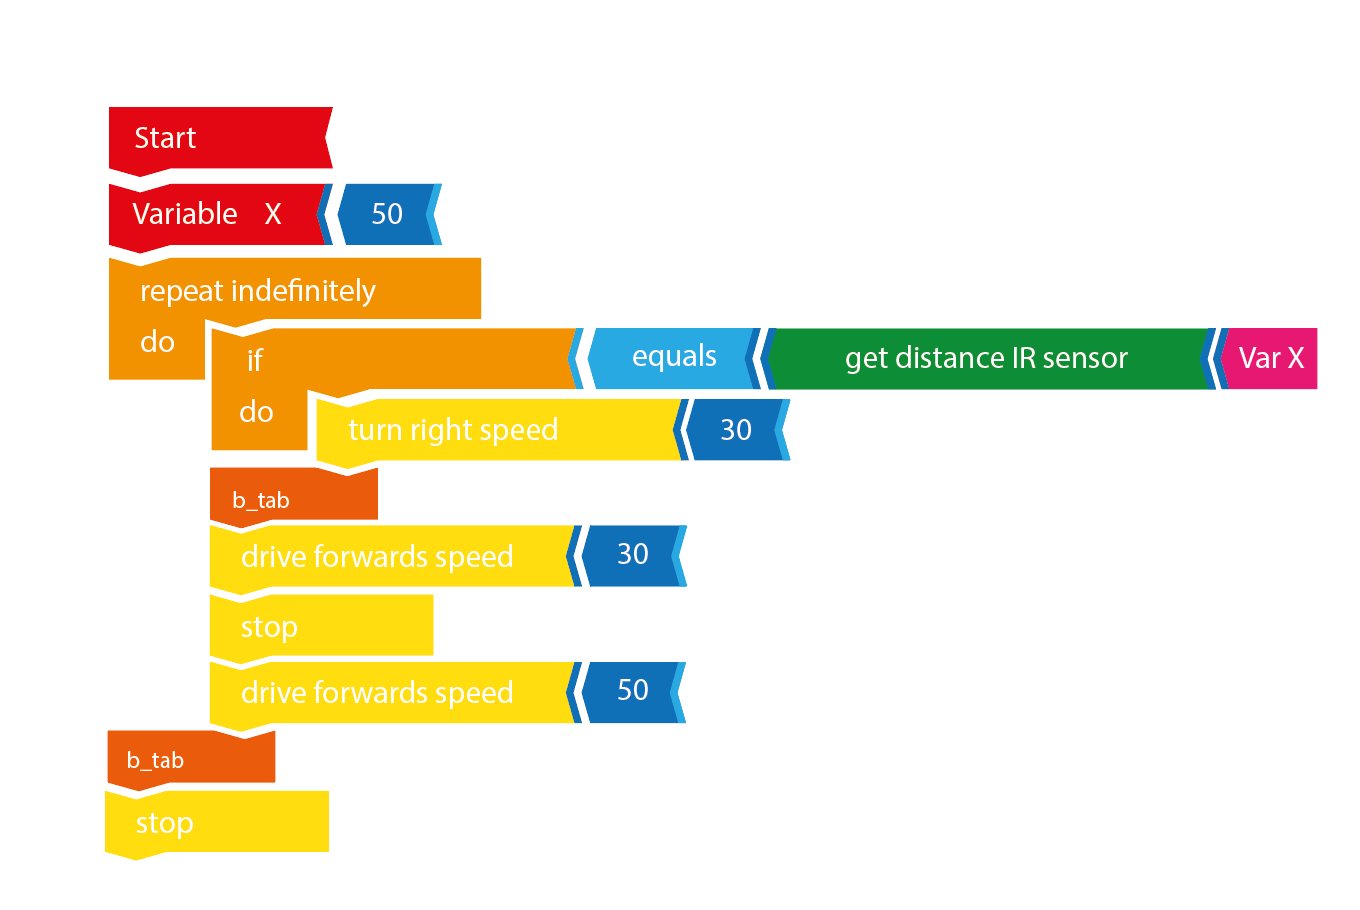 Start
Variable X 50
repeat indefinitely
do
if equals get distance IR sensor Var X
do
turn right speed 30
b_tab
drive forwards speed 30
stop
drive forwards speed 50
b_tab
stop